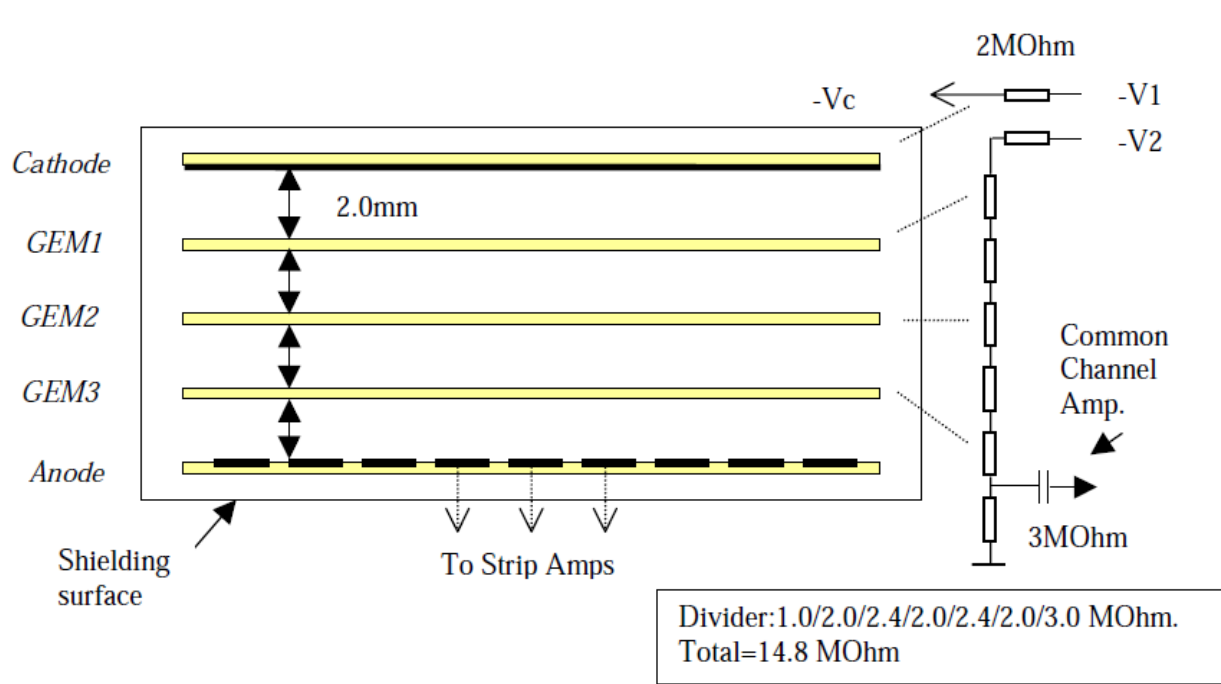 2MOhm
-Vc
-V1
-V2
Cathode
2.0mm
GEM1
GEM2
Common
Channel
Amp.
GEM3
Anode
3MOhm
Shielding
surface
To Strip Amps
Divider:1.0/2.0/2.4/2.0/2.4/2.0/3.0 MOhm.
Total=14.8 MOhm